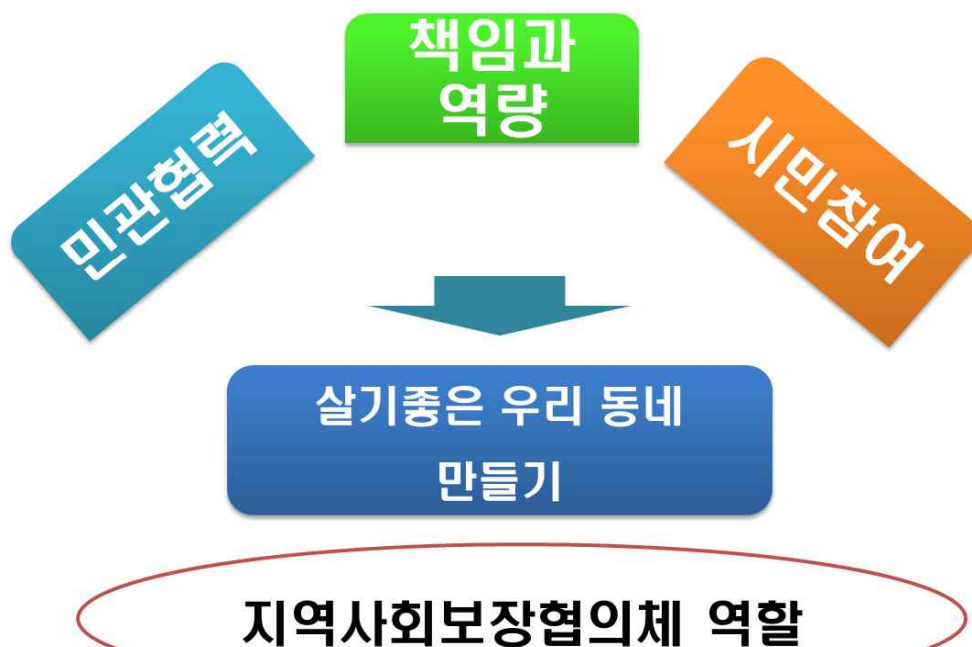 책임과
역량
민관협력
시민참여
살기좋은 우리 동네
만들기
지역사회보장협의체 역할